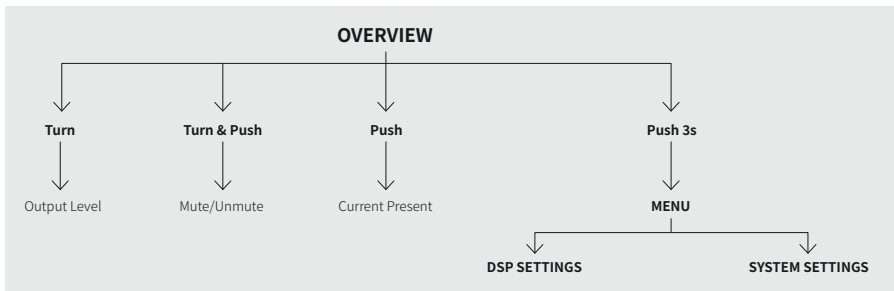 OVERVIEW
Turn
Turn & Push
Push
Push 3s
Output Level
Mute/Unmute
Current Present
MENU
DSP SETTINGS
SYSTEM SETTINGS